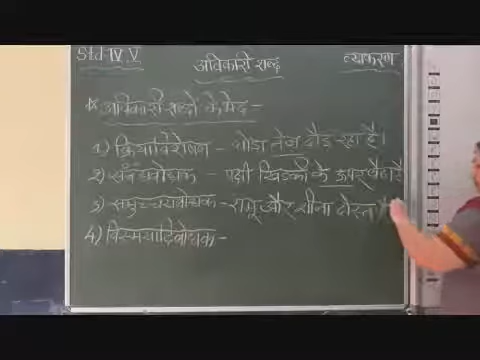 Std-IV V अविकारी शब्द व्याकरण
* अविकारी शब्दों के भेद -
1) क्रियाविशेषण - घोडा तेज दौड़ रहा है।
2) संबंधबोधक - पक्षी खिड़की के ऊपर बैठा है
3) समुच्चयबोधक - रामू और शीना दोस्त
4) विस्मयादिबोधक -